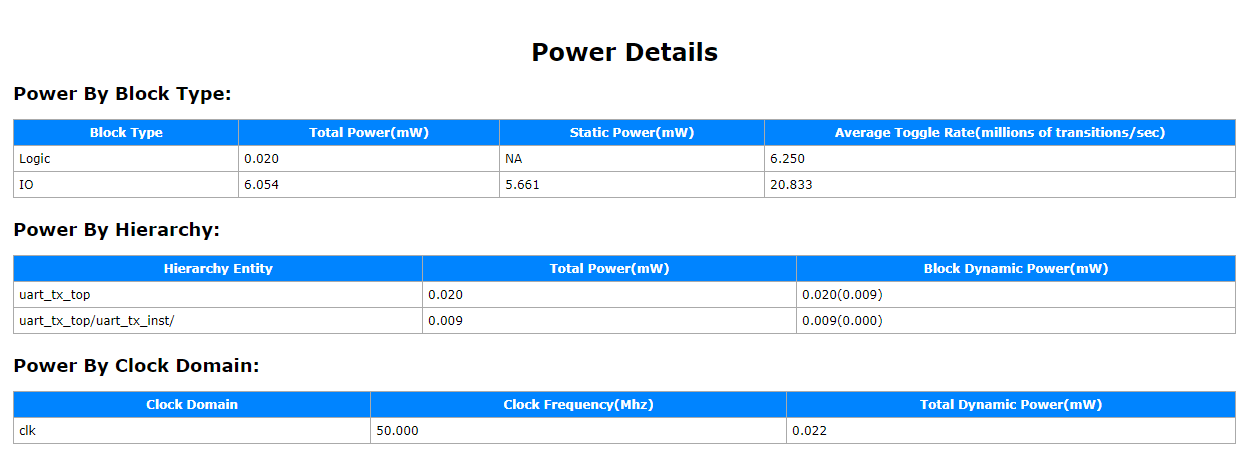 Power Details
Power By Block Type:
Block Type Total Power(mW) Static Power(mW) Average Toggle Rate(millions of transitions/sec)
Logic 0.020 NA 6.250
IO 6.054 5.661 20.833
Power By Hierarchy:
Hierarchy Entity Total Power(mW) Block Dynamic Power(mW)
uart_tx_top 0.020 0.020(0.009)
uart_tx_top/uart_tx_inst/ 0.009 0.009(0.000)
Power By Clock Domain:
Clock Domain Clock Frequency(Mhz) Total Dynamic Power(mW)
clk 50.000 0.022